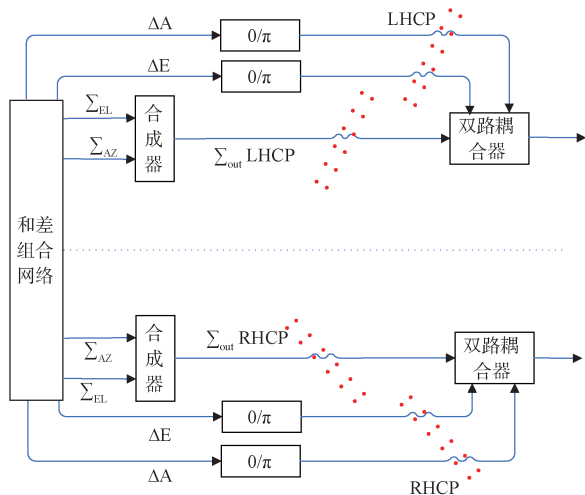 ΔA
0/π
LHCP
ΔE
0/π
∑EL
合成器
∑AZ
∑out LHCP
双路耦合器
和差组合网络
∑AZ
合成器
∑EL
∑out RHCP
双路耦合器
0/π
ΔE
0/π
ΔA
RHCP